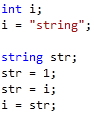 int i;
i = "string";

string str;
str = 1;
str = i;
i = str;